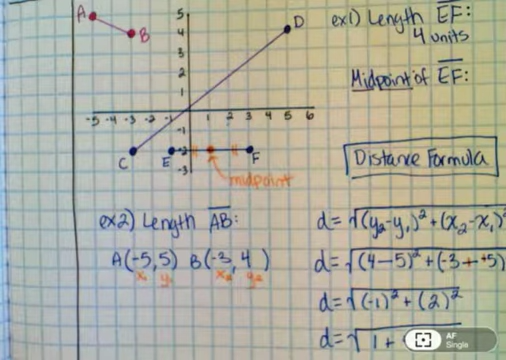 A
B
5
4
3
2
1
D
ex1) Length EF:
4 units
Midpoint of EF:
-5 -4 -3 -2 -1 1 2 3 4 5 6
-1
-2
-3
C
E
F
midpoint
Distance Formula
ex2) Length AB:
A(-5,5) B(-3,4)
x₁ y₁ x₂ y₂
d=√(y₂-y₁)²+(x₂-x₁)²
d=√(4-5)²+(-3++5)
d=√(-1)²+(2)²
d=√1+
AF
Single